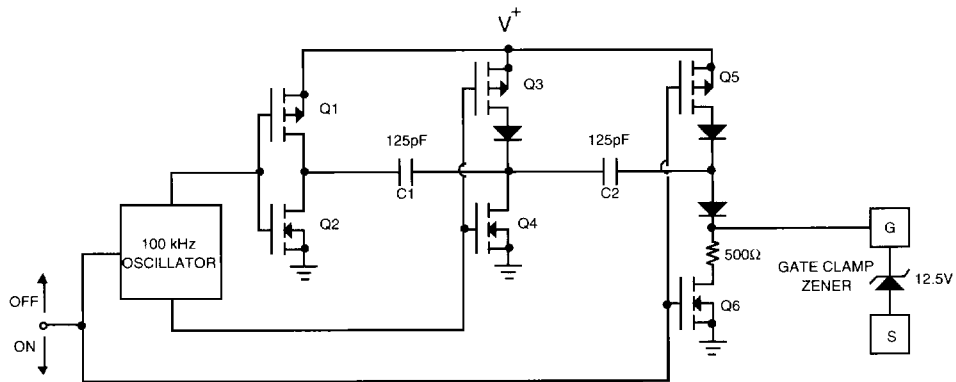 V+
Q1
Q3
Q5
125pF
125pF
C1
C2
Q2
Q4
100 kHz
OSCILLATOR
500Ω
G
GATE CLAMP
ZENER
12.5V
OFF
ON
Q6
S